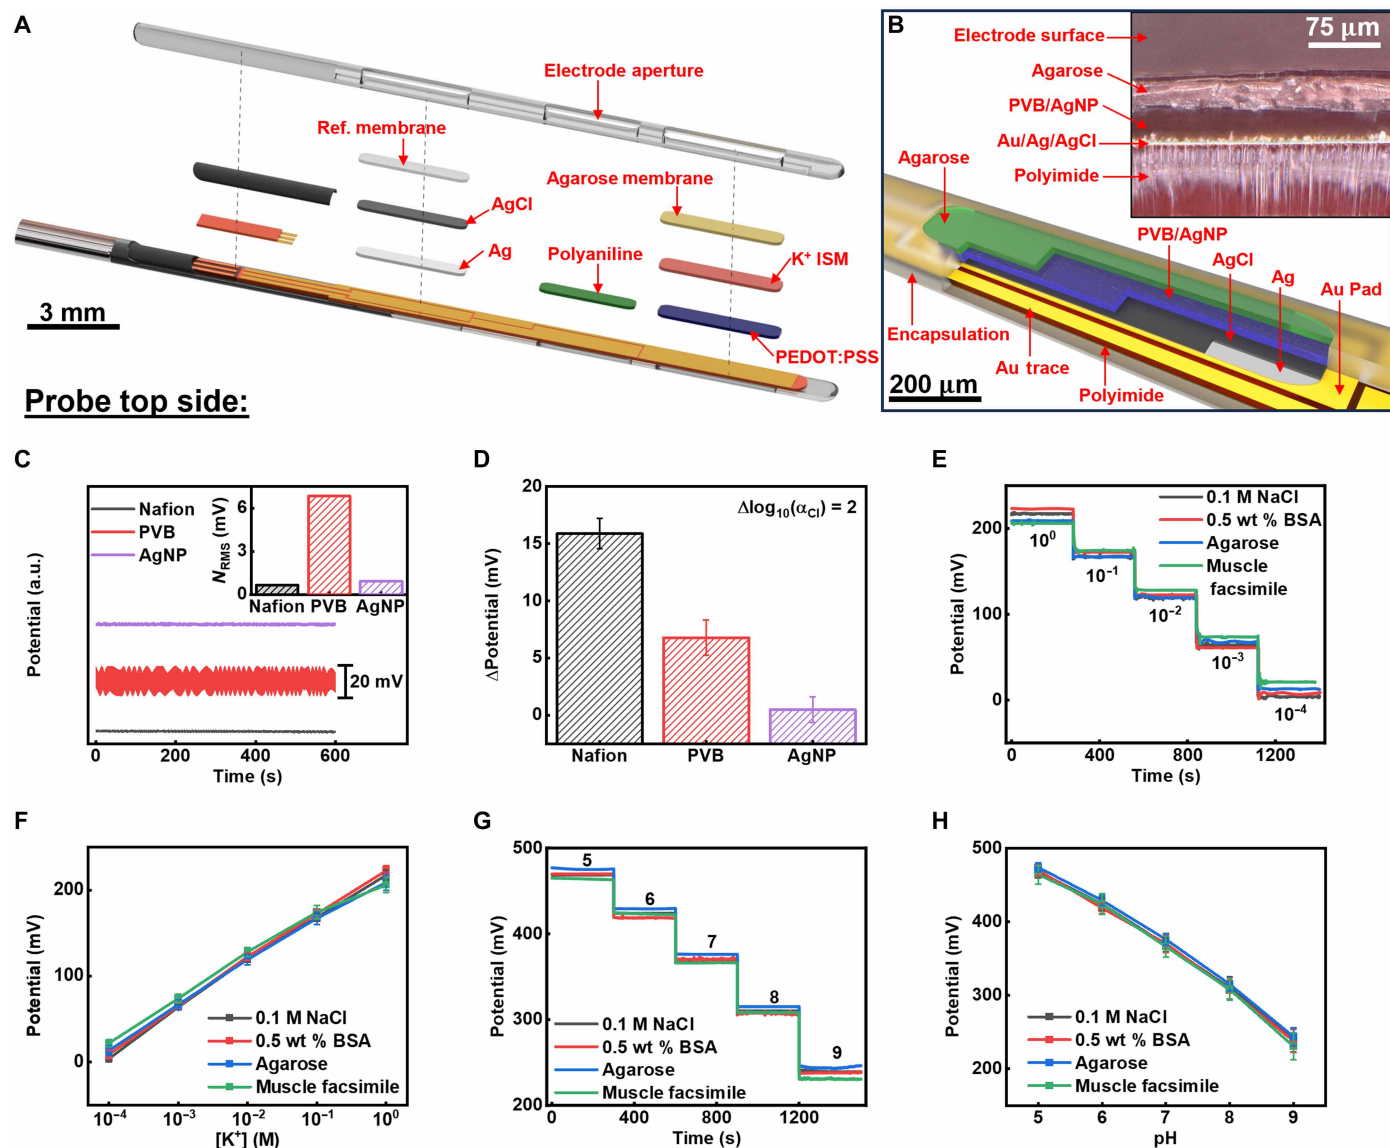 A
Electrode aperture
Ref. membrane
Agarose membrane
AgCl
Ag
Polyaniline
K⁺ ISM
PEDOT:PSS
3 mm
Probe top side:
B
75 µm
Electrode surface
Agarose
PVB/AgNP
Au/Ag/AgCl
Polyimide
Agarose
PVB/AgNP
AgCl
Ag
Au Pad
Encapsulation
Au trace
Polyimide
200 µm
C
Nafion
PVB
AgNP
N_RMS (mV)
6
3
0
Nafion PVB AgNP
20 mV
Potential (a.u.)
0 200 400 600
Time (s)
D
Δlog₁₀(α_Cl) = 2
ΔPotential (mV)
20
15
10
5
0
Nafion PVB AgNP
E
0.1 M NaCl
0.5 wt % BSA
Agarose
Muscle
facsimile
10⁰
10⁻¹
10⁻²
10⁻³
10⁻⁴
Potential (mV)
200
100
0
0 400 800 1200
Time (s)
F
Potential (mV)
200
100
0
0.1 M NaCl
0.5 wt % BSA
Agarose
Muscle facsimile
10⁻⁴ 10⁻³ 10⁻² 10⁻¹ 10⁰
[K⁺] (M)
G
Potential (mV)
500
400
300
200
5
6
7
8
9
0.1 M NaCl
0.5 wt % BSA
Agarose
Muscle facsimile
0 400 800 1200
Time (s)
H
Potential (mV)
500
400
300
200
0.1 M NaCl
0.5 wt % BSA
Agarose
Muscle facsimile
5 6 7 8 9
pH